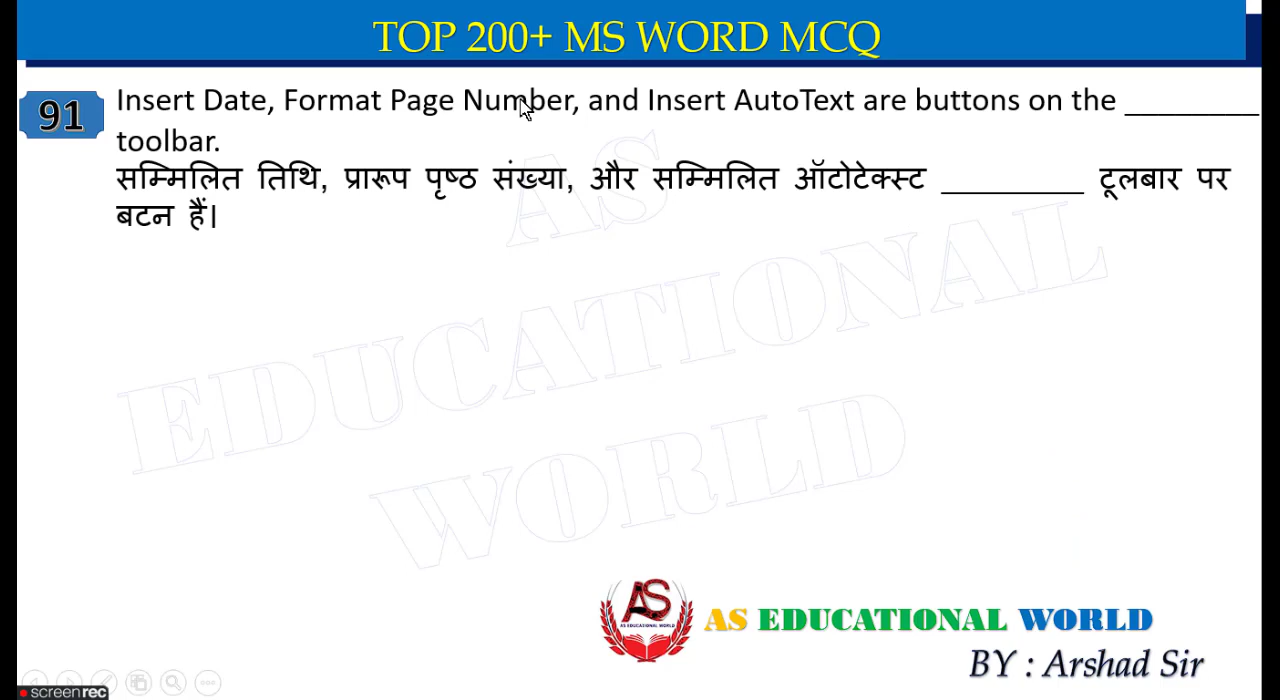 TOP 200+ MS WORD MCQ
91
Insert Date, Format Page Number, and Insert AutoText are buttons on the _________
toolbar.
सम्मिलित तिथि, प्रारूप पृष्ठ संख्या, और सम्मिलित ऑटोटेक्स्ट _________ टूलबार पर
बटन हैं।
AS
EDUCATIONAL
WORLD
AS
AS EDUCATIONAL WORLD
AS EDUCATIONAL WORLD
BY : Arshad Sir
screenrec